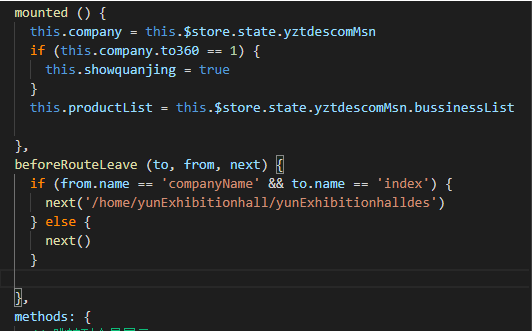 mounted () {
this.company = this.$store.state.yztdescomMsn
if (this.company.to360 == 1) {
this.showquanjing = true
}
this.productList = this.$store.state.yztdescomMsn.bussinessList
},
beforeRouteLeave (to, from, next) {
if (from.name == 'companyName' && to.name == 'index') {
next('/home/yunExhibitionhall/yunExhibitionhalldes')
} else {
next()
}
},
methods: {